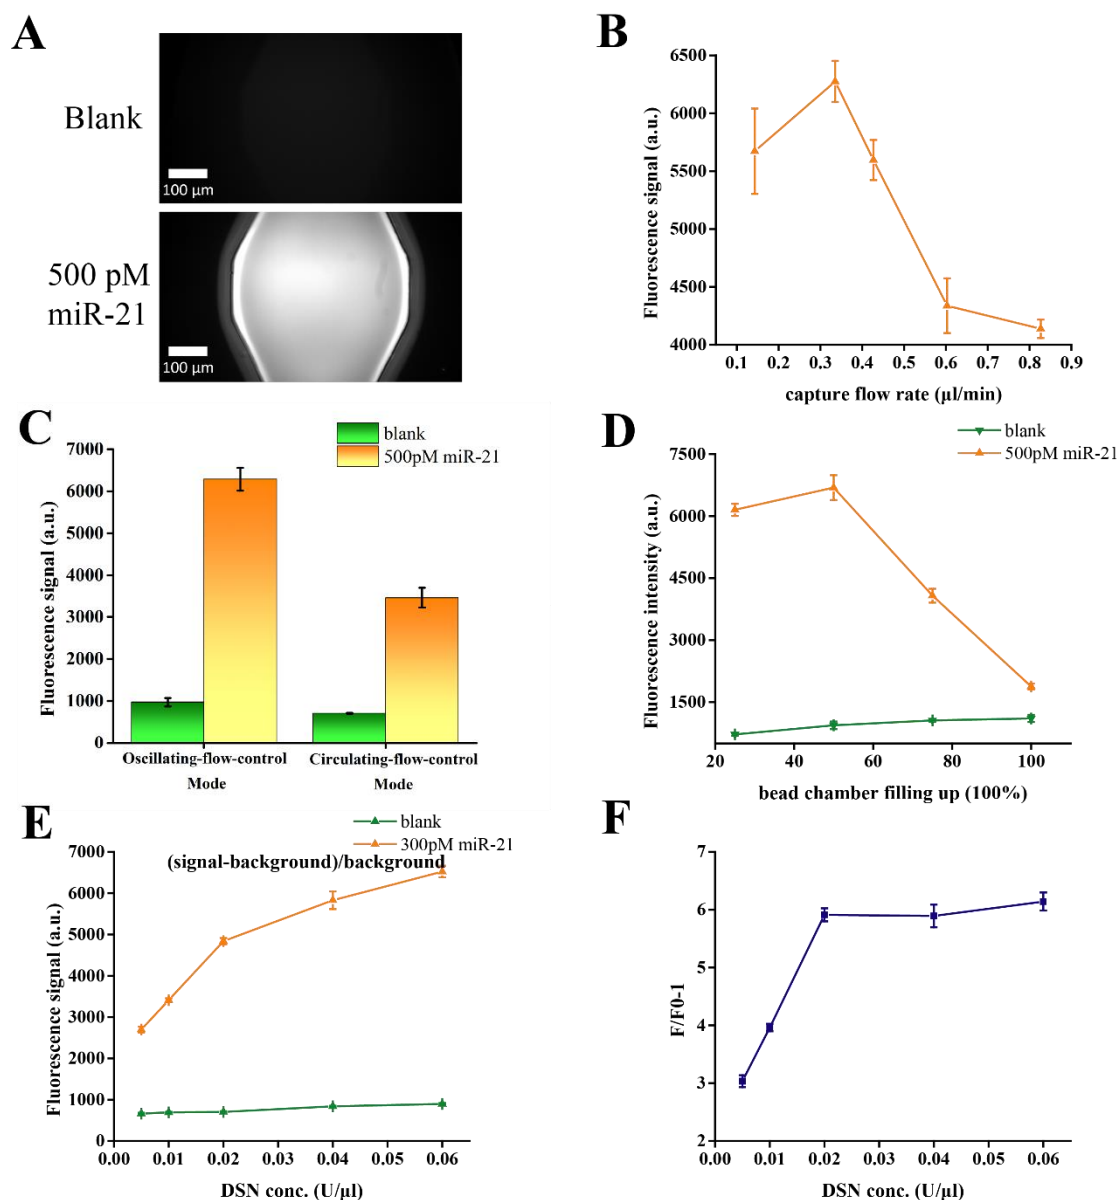 A
Blank
100 μm
500 pM
miR-21
100 μm
B
Fluorescence signal (a.u.)
6500
6000
5500
5000
4500
4000
0.1 0.2 0.3 0.4 0.5 0.6 0.7 0.8 0.9
capture flow rate (μl/min)
C
blank
500pM miR-21
Fluorescence signal (a.u.)
7000
6000
5000
4000
3000
2000
1000
0
Oscillating-flow-control Circulating-flow-control
Mode Mode
D
blank
500pM miR-21
Fluorescence intensity (a.u.)
7500
6000
4500
3000
1500
20 40 60 80 100
bead chamber filling up (100%)
E
blank
300pM miR-21
(signal-background)/background
Fluorescence signal (a.u.)
7000
6000
5000
4000
3000
2000
1000
0
0.00 0.01 0.02 0.03 0.04 0.05 0.06
DSN conc. (U/μl)
F
F/F0-1
7
6
5
4
3
2
0.00 0.01 0.02 0.03 0.04 0.05 0.06
DSN conc. (U/μl)